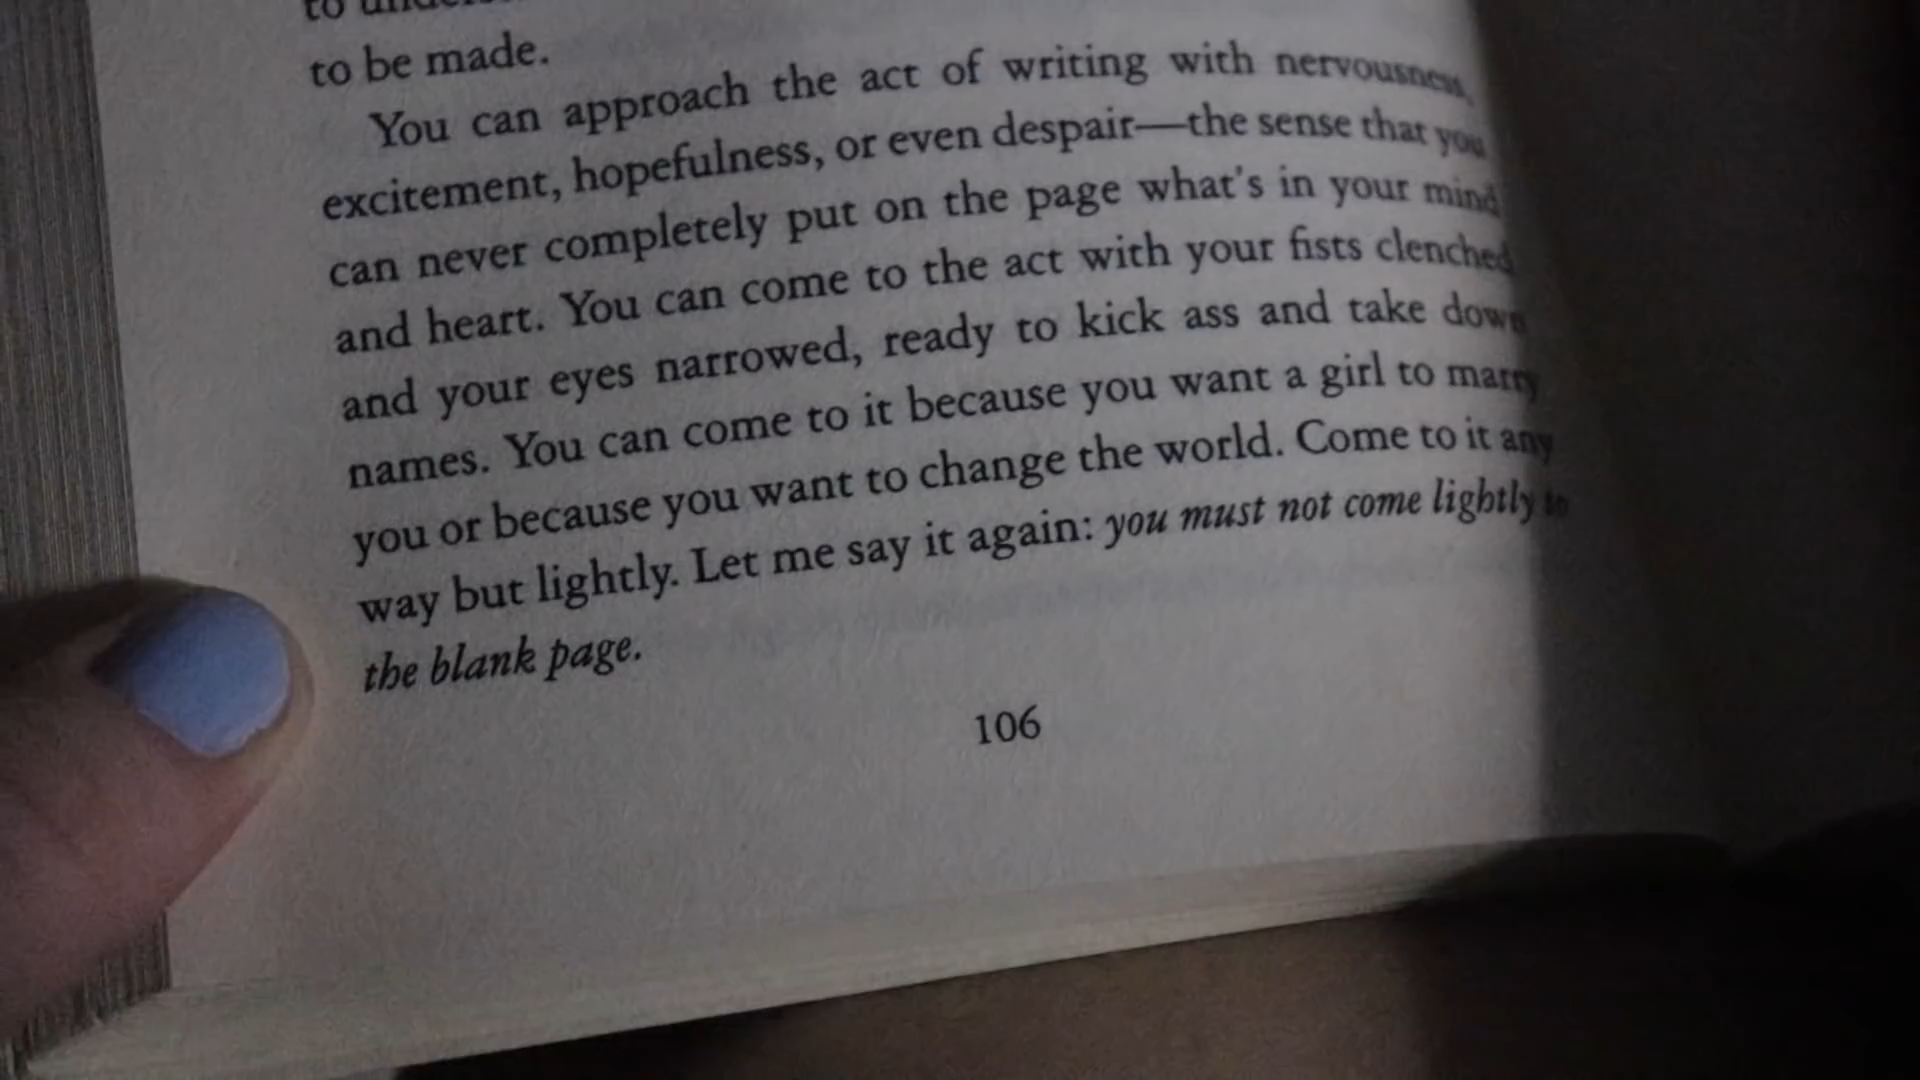 to
to be made.
You can approach the act of writing with nervousness,
excitement, hopefulness, or even despair—the sense that you
can never completely put on the page what's in your mind
and heart. You can come to the act with your fists clenched
and your eyes narrowed, ready to kick ass and take down
names. You can come to it because you want a girl to marry
you or because you want to change the world. Come to it any
way but lightly. Let me say it again: you must not come lightly to
the blank page.
106